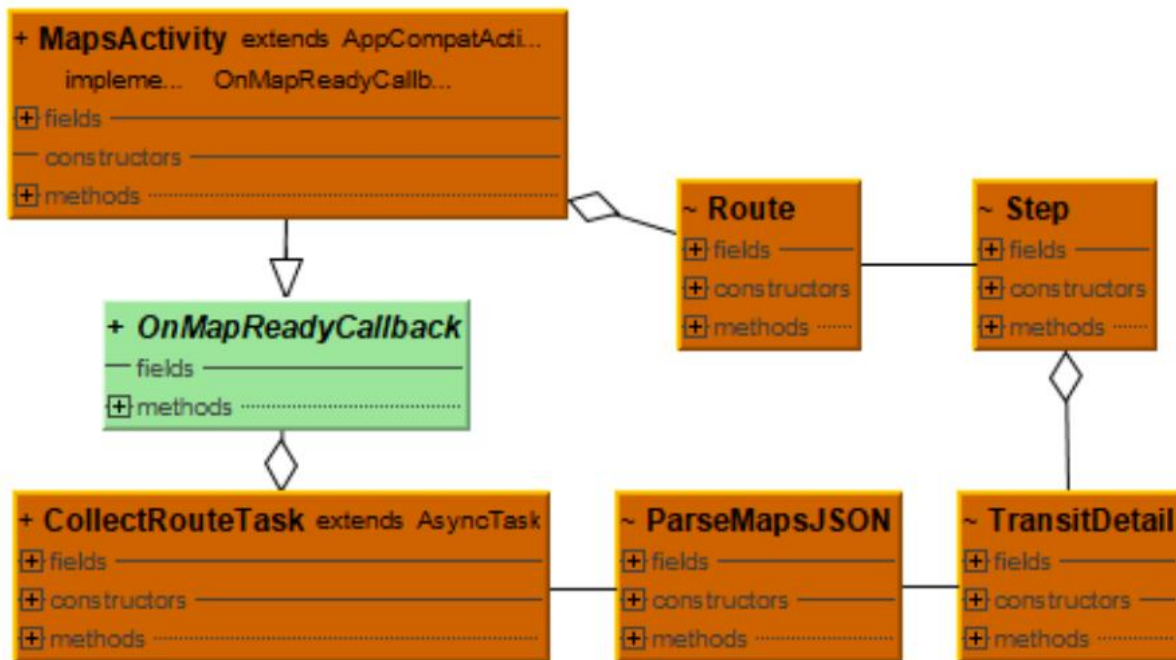 + MapsActivity extends AppCompatActi...
impleme... OnMapReadyCallb...
+ fields
constructors
+ methods
~ Route
+ fields
+ constructors
+ methods
~ Step
+ fields
+ constructors
+ methods
+ OnMapReadyCallback
fields
+ methods
+ CollectRouteTask extends AsyncTask
+ fields
+ constructors
+ methods
~ ParseMapsJSON
+ fields
+ constructors
+ methods
~ TransitDetail
+ fields
+ constructors
+ methods